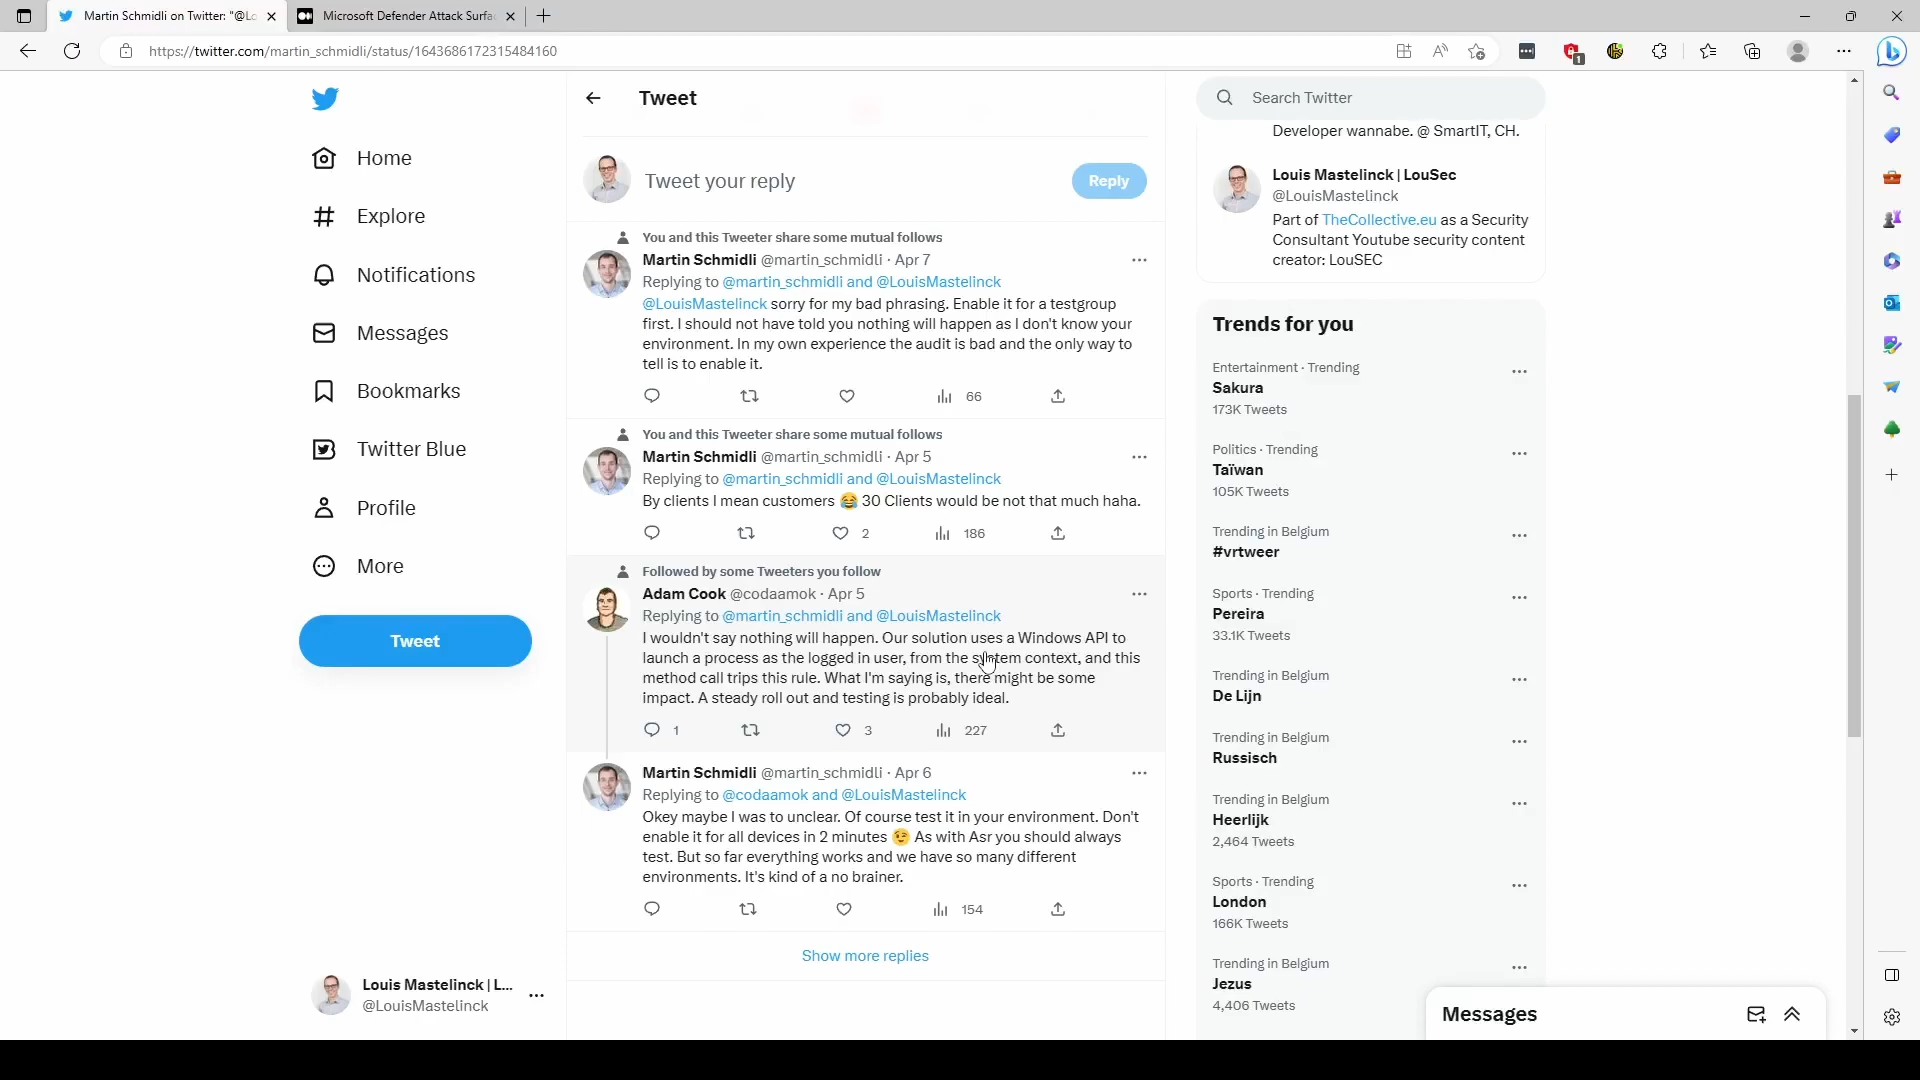 Martin Schmidli on Twitter: "@Lo
Microsoft Defender Attack Surfa
https://twitter.com/martin_schmidli/status/1643686172315484160
1
Home
Explore
Notifications
Messages
Bookmarks
Twitter Blue
Profile
More
Tweet
Louis Mastelinck | L...
@LouisMastelinck
Tweet
Tweet your reply
Reply
You and this Tweeter share some mutual follows
Martin Schmidli @martin_schmidli · Apr 7
Replying to @martin_schmidli and @LouisMastelinck
@LouisMastelinck sorry for my bad phrasing. Enable it for a testgroup
first. I should not have told you nothing will happen as I don't know your
environment. In my own experience the audit is bad and the only way to
tell is to enable it.
66
You and this Tweeter share some mutual follows
Martin Schmidli @martin_schmidli · Apr 5
Replying to @martin_schmidli and @LouisMastelinck
By clients I mean customers 😂 30 Clients would be not that much haha.
2 186
Followed by some Tweeters you follow
Adam Cook @codaamok · Apr 5
Replying to @martin_schmidli and @LouisMastelinck
I wouldn't say nothing will happen. Our solution uses a Windows API to
launch a process as the logged in user, from the system context, and this
method call trips this rule. What I'm saying is, there might be some
impact. A steady roll out and testing is probably ideal.
1 3 227
Martin Schmidli @martin_schmidli · Apr 6
Replying to @codaamok and @LouisMastelinck
Okey maybe I was to unclear. Of course test it in your environment. Don't
enable it for all devices in 2 minutes 😉 As with Asr you should always
test. But so far everything works and we have so many different
environments. It's kind of a no brainer.
154
Show more replies
Search Twitter
Developer wannabe. @ SmartIT, CH.
Louis Mastelinck | LouSec
@LouisMastelinck
Part of TheCollective.eu as a Security
Consultant Youtube security content
creator: LouSEC
Trends for you
Entertainment · Trending
Sakura
173K Tweets
Politics · Trending
Taïwan
105K Tweets
Trending in Belgium
#vrtweer
Sports · Trending
Pereira
33.1K Tweets
Trending in Belgium
De Lijn
Trending in Belgium
Russisch
Trending in Belgium
Heerlijk
2,464 Tweets
Sports · Trending
London
166K Tweets
Trending in Belgium
Jezus
4,406 Tweets
Messages